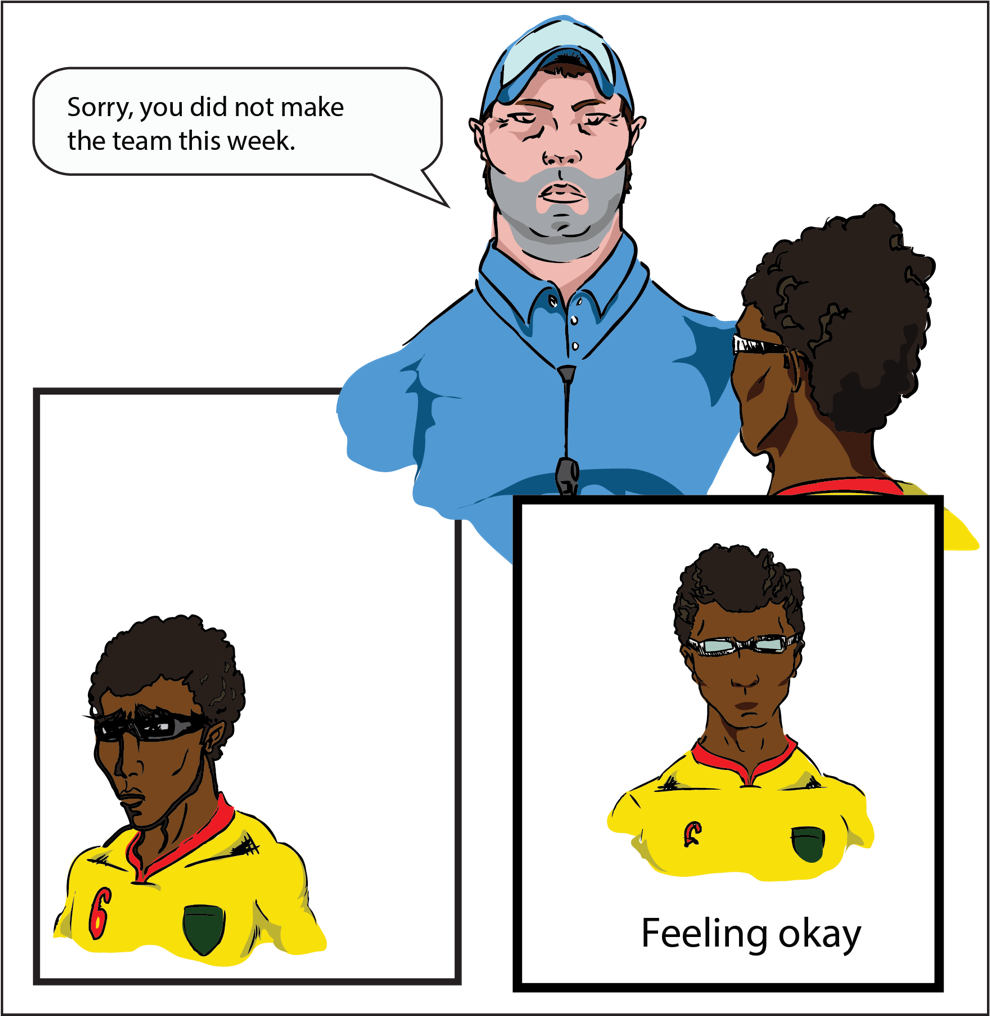 Sorry, you did not make
the team this week.
6
Feeling okay